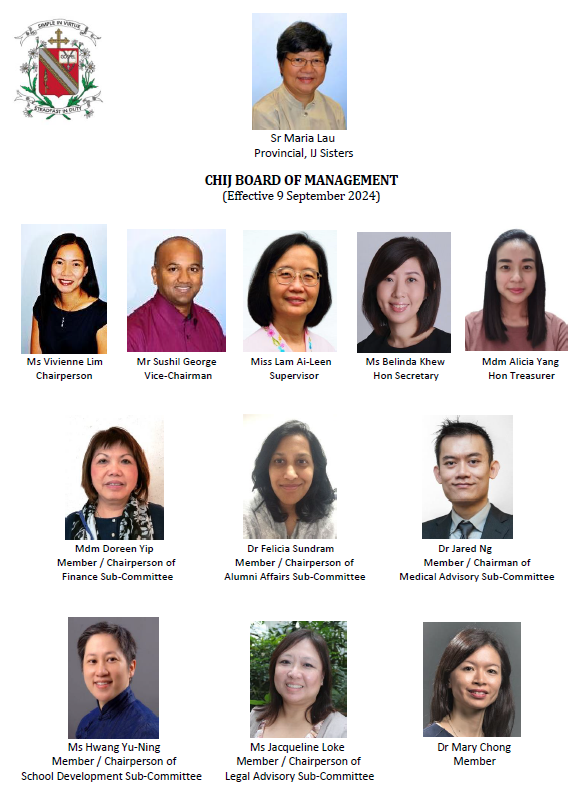 SIMPLE IN VIRTUE
STEADFAST IN DUTY
Sr Maria Lau
Provincial, IJ Sisters
CHIJ BOARD OF MANAGEMENT
(Effective 9 September 2024)
Ms Vivienne Lim
Chairperson
Mr Sushil George
Vice-Chairman
Miss Lam Ai-Leen
Supervisor
Ms Belinda Khew
Hon Secretary
Mdm Alicia Yang
Hon Treasurer
Mdm Doreen Yip
Member / Chairperson of
Finance Sub-Committee
Dr Felicia Sundram
Member / Chairperson of
Alumni Affairs Sub-Committee
Dr Jared Ng
Member / Chairman of
Medical Advisory Sub-Committee
Ms Hwang Yu-Ning
Member / Chairperson of
School Development Sub-Committee
Ms Jacqueline Loke
Member / Chairperson of
Legal Advisory Sub-Committee
Dr Mary Chong
Member